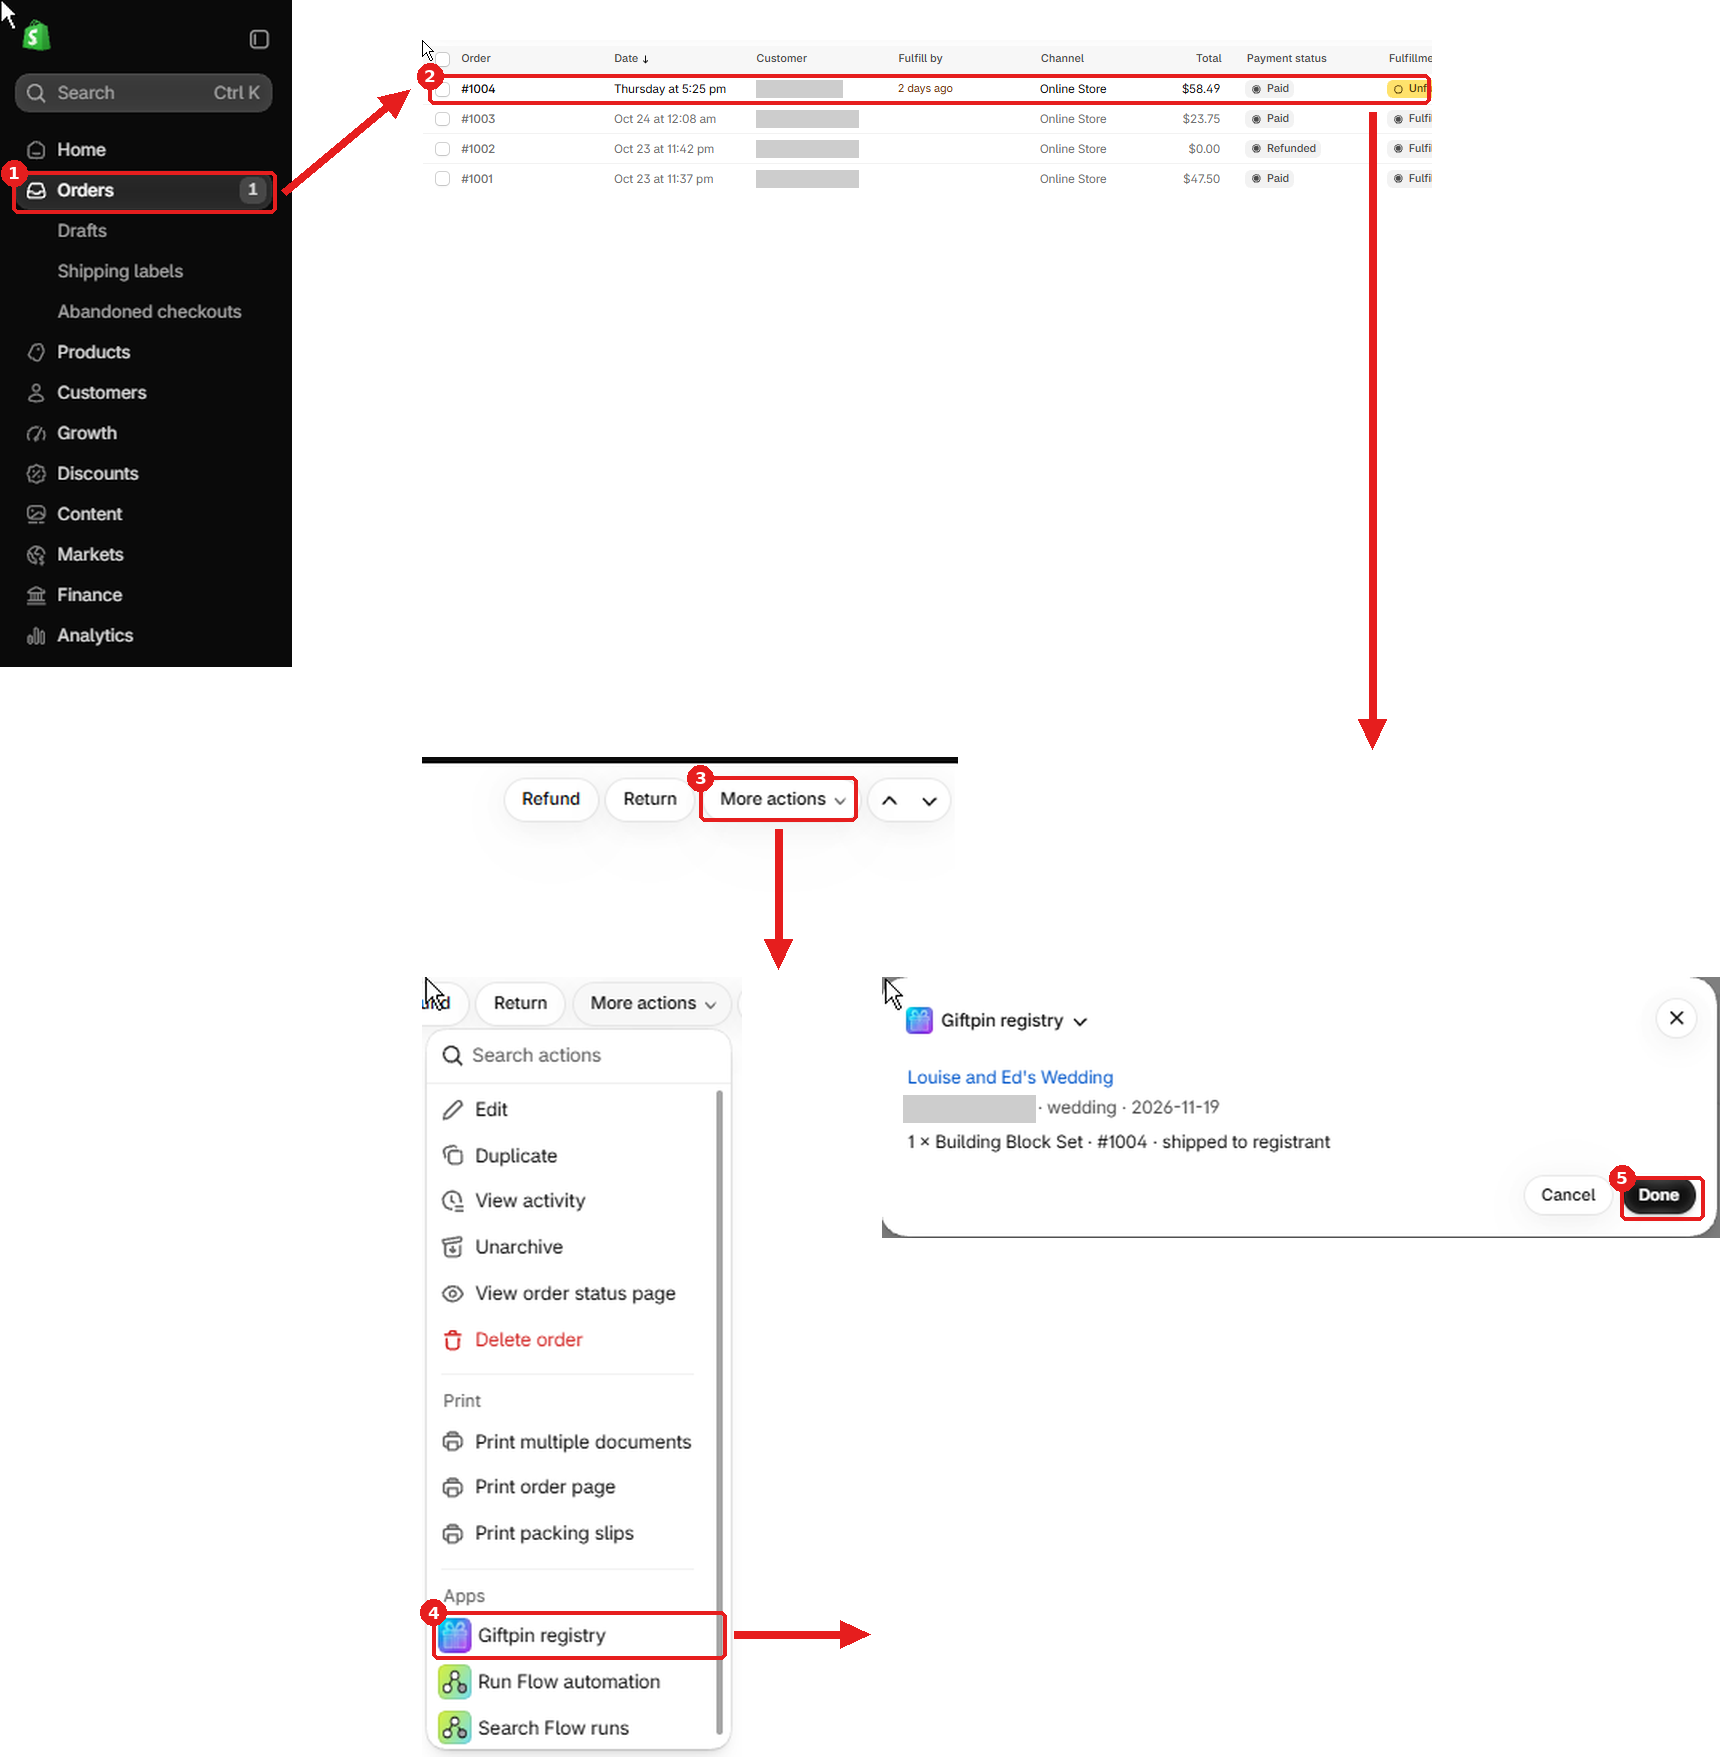 Search Ctrl K
Home
1
Orders 1
Drafts
Shipping labels
Abandoned checkouts
Products
Customers
Growth
Discounts
Content
Markets
Finance
Analytics
Order Date ↓ Customer Fulfill by Channel Total Payment status Fulfillme
2
#1004 Thursday at 5:25 pm 2 days ago Online Store $58.49 Paid Unf
#1003 Oct 24 at 12:08 am Online Store $23.75 Paid Fulfil
#1002 Oct 23 at 11:42 pm Online Store $0.00 Refunded Fulfil
#1001 Oct 23 at 11:37 pm Online Store $47.50 Paid Fulfil
3
Refund Return More actions
Return More actions
Search actions
Edit
Duplicate
View activity
Unarchive
View order status page
Delete order
Print
Print multiple documents
Print order page
Print packing slips
Apps
4
Giftpin registry
Run Flow automation
Search Flow runs
Giftpin registry
Louise and Ed's Wedding
· wedding · 2026-11-19
1 × Building Block Set · #1004 · shipped to registrant
5
Cancel Done